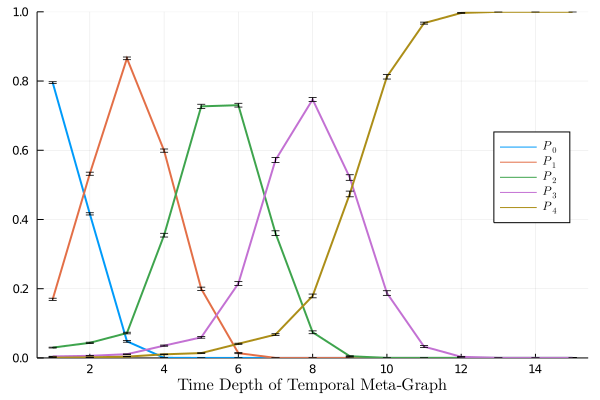 1.0
0.8
0.6
0.4
0.2
0.0
P₀
P₁
P₂
P₃
P₄
2 4 6 8 10 12 14
Time Depth of Temporal Meta-Graph